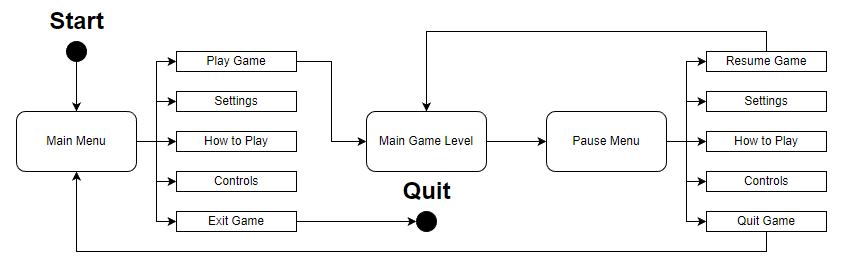 Start
Main Menu
Play Game
Settings
How to Play
Controls
Exit Game
Main Game Level
Quit
Pause Menu
Resume Game
Settings
How to Play
Controls
Quit Game